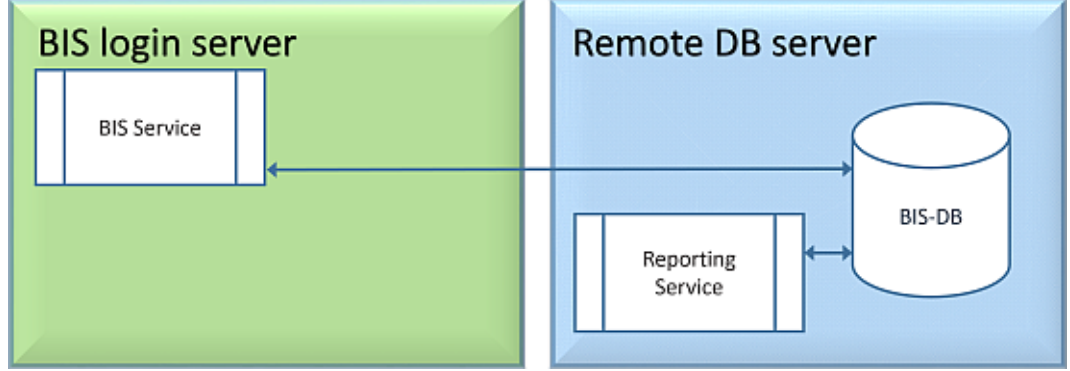 BIS login server
BIS Service
Remote DB server
BIS-DB
Reporting
Service